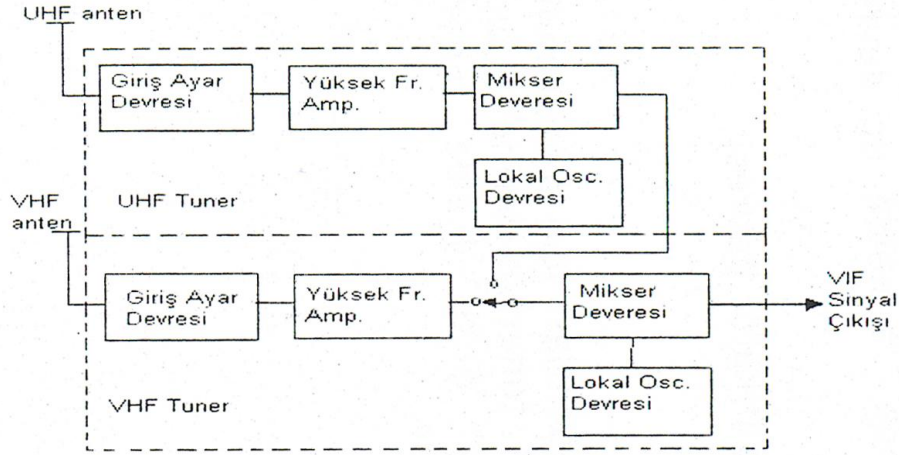 UHF anten
Giriş Ayar
Devresi
Yüksek Fr.
Amp.
Mikser
Deveresi
Lokal Osc.
Devresi
UHF Tuner
VHF
anten
Giriş Ayar
Devresi
Yüksek Fr.
Amp.
Mikser
Deveresi
VIF
Sinyal
Çıkışı
Lokal Osc.
Devresi
VHF Tuner